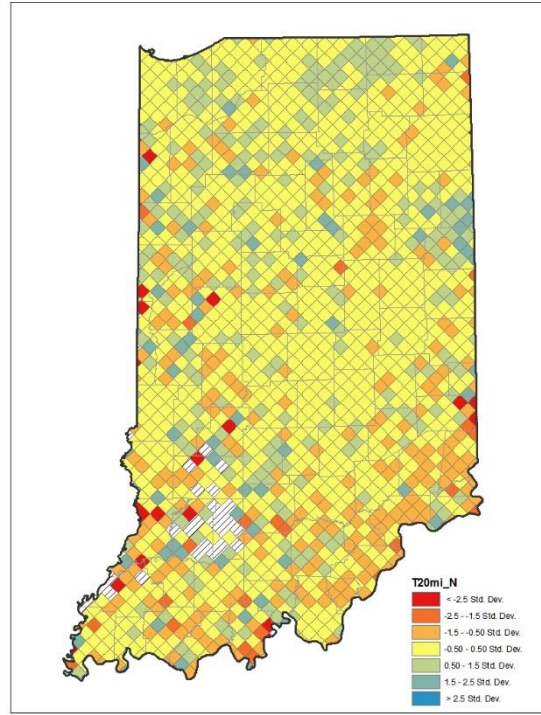 T20mi_N
< -2.5 Std. Dev.
-2.5 - -1.5 Std. Dev.
-1.5 - -0.50 Std. Dev.
-0.50 - 0.50 Std. Dev.
0.50 - 1.5 Std. Dev.
1.5 - 2.5 Std. Dev.
> 2.5 Std. Dev.